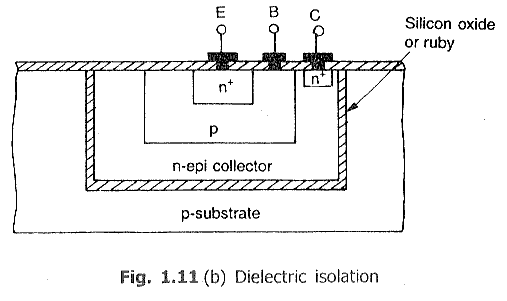 E B C
Silicon oxide
or ruby
n+ n+
p
n-epi collector
p-substrate
Fig. 1.11 (b) Dielectric isolation